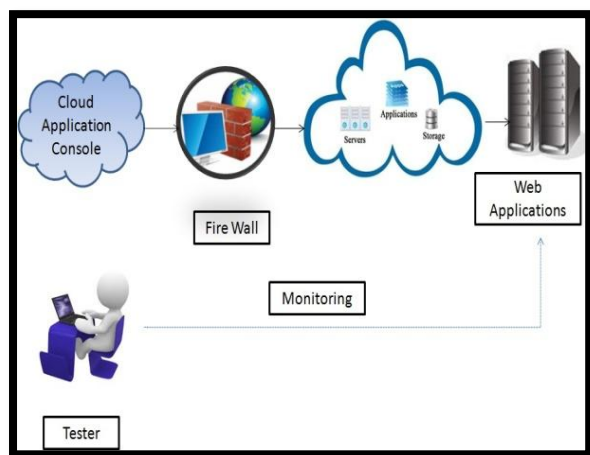 Cloud
Application
Console
Applications
Servers
Storage
Fire Wall
Web
Applications
Monitoring
Tester